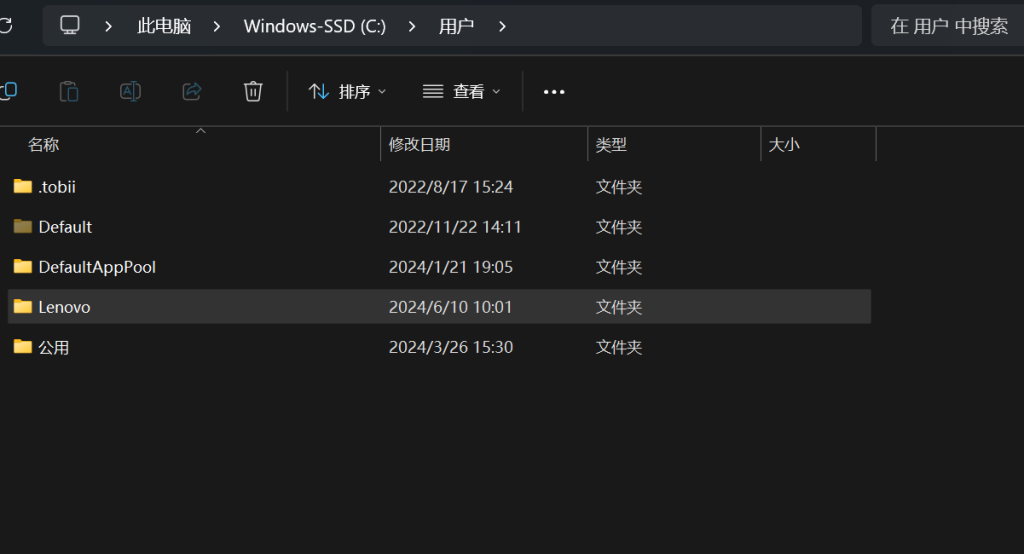 此电脑 Windows-SSD (C:) 用户 在 用户 中搜索
排序 查看
名称 修改日期 类型 大小
.tobii 2022/8/17 15:24 文件夹
Default 2022/11/22 14:11 文件夹
DefaultAppPool 2024/1/21 19:05 文件夹
Lenovo 2024/6/10 10:01 文件夹
公用 2024/3/26 15:30 文件夹